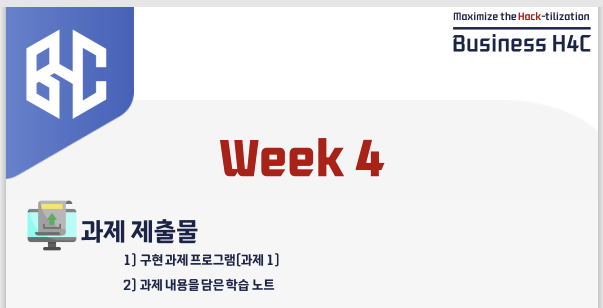 Maximize the Hack-tilization
Business H4C
BHC
Week 4
과제 제출물
1) 구현 과제 프로그램(과제 1)
2) 과제 내용을 담은 학습 노트